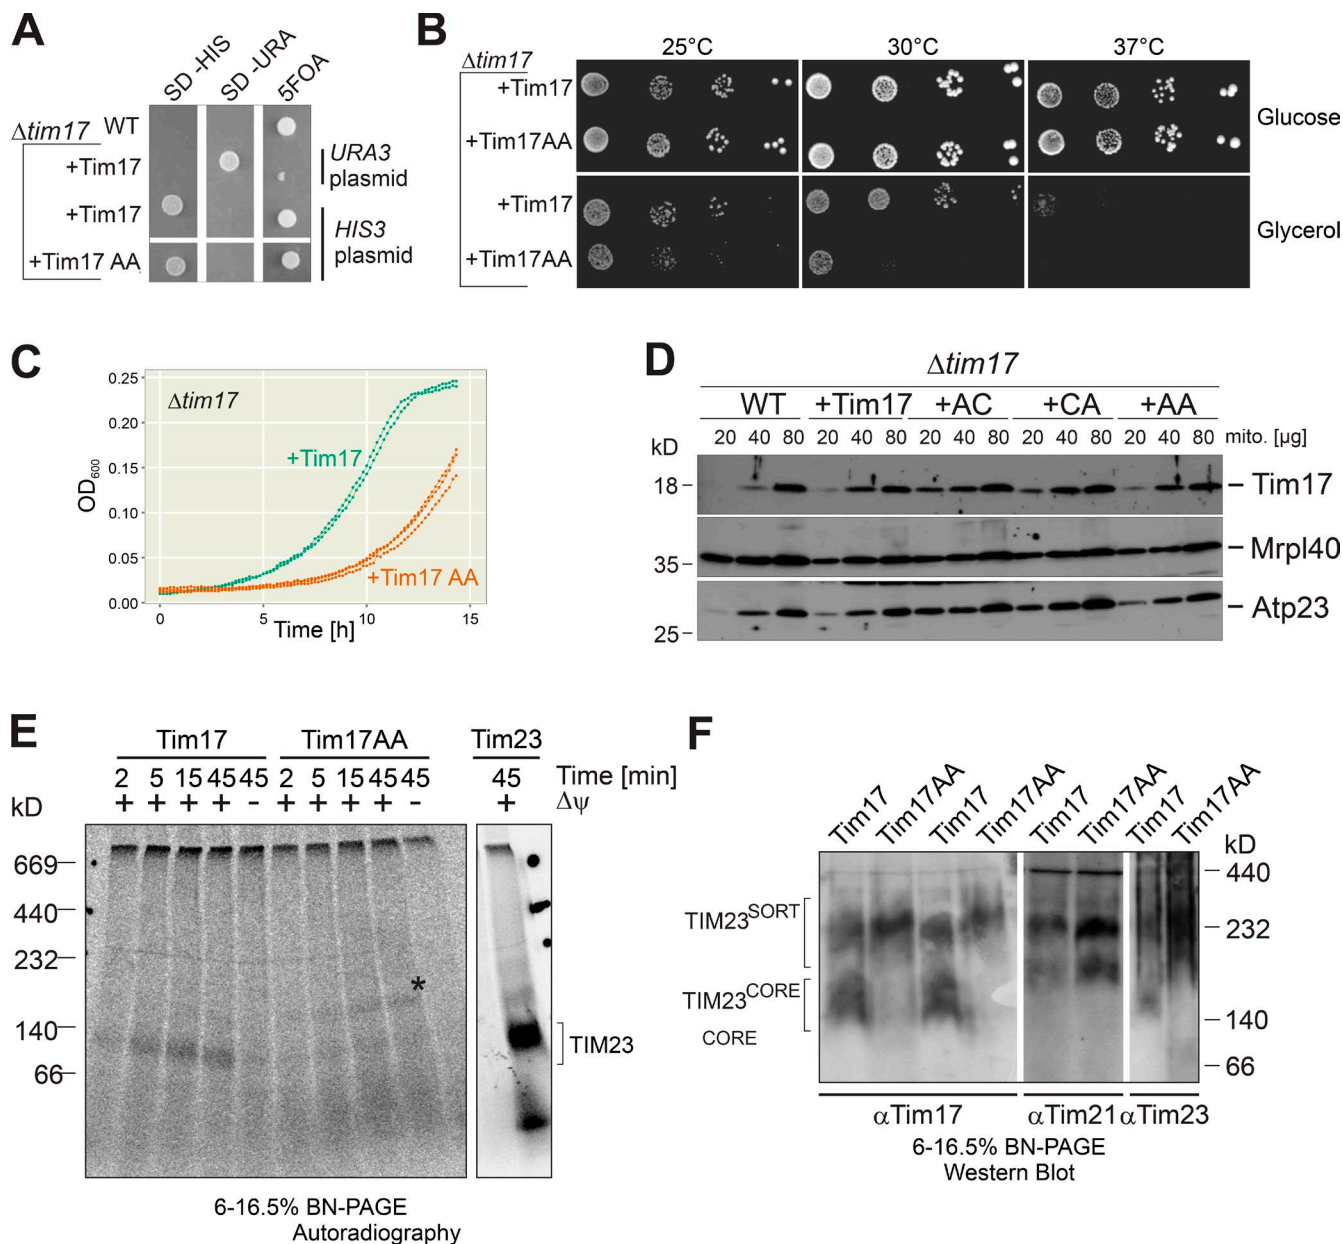 A
SD -HIS
SD -URA
5FOA
Δtim17
WT
+Tim17
+Tim17
+Tim17 AA
URA3
plasmid
HIS3
plasmid
B
25°C 30°C 37°C
Δtim17
+Tim17
+Tim17AA
Glucose
+Tim17
+Tim17AA
Glycerol
C
Δtim17
+Tim17
+Tim17 AA
OD600
0.25
0.20
0.15
0.10
0.05
0.00
0 5 10 15
Time [h]
D
Δtim17
WT +Tim17 +AC +CA +AA
20 40 80 20 40 80 20 40 80 20 40 80 20 40 80 mito. [µg]
kD
18
Tim17
Mrpl40
35
Atp23
25
E
Tim17 Tim17AA Tim23
2 5 15 45 45 2 5 15 45 45 45 Time [min]
+ + + + - + + + + - + Δψ
kD
669
440
232
*
140
66
TIM23
6-16.5% BN-PAGE
Autoradiography
F
Tim17
Tim17AA
Tim17
Tim17AA
Tim17
Tim17AA
Tim17
Tim17AA
kD
440
TIM23SORT
232
TIM23CORE
140
CORE
66
αTim17 αTim21 αTim23
6-16.5% BN-PAGE
Western Blot